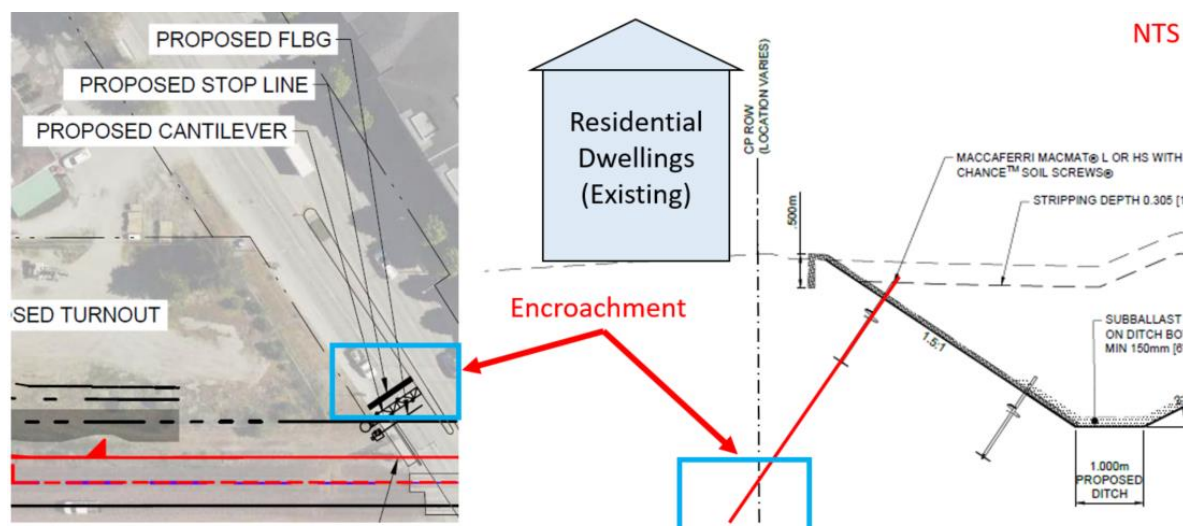 PROPOSED FLBG
PROPOSED STOP LINE
PROPOSED CANTILEVER
OSED TURNOUT
Encroachment
Residential
Dwellings
(Existing)
CP ROW
(LOCATION VARIES)
NTS
MACCAFERRI MACMAT® L OR HS WITH
CHANCE™ SOIL SCREWS®
STRIPPING DEPTH 0.305 [1
.500m
1.5:1
SUBBALLAST
ON DITCH BO
MIN 150mm [6
1.000m
PROPOSED
DITCH